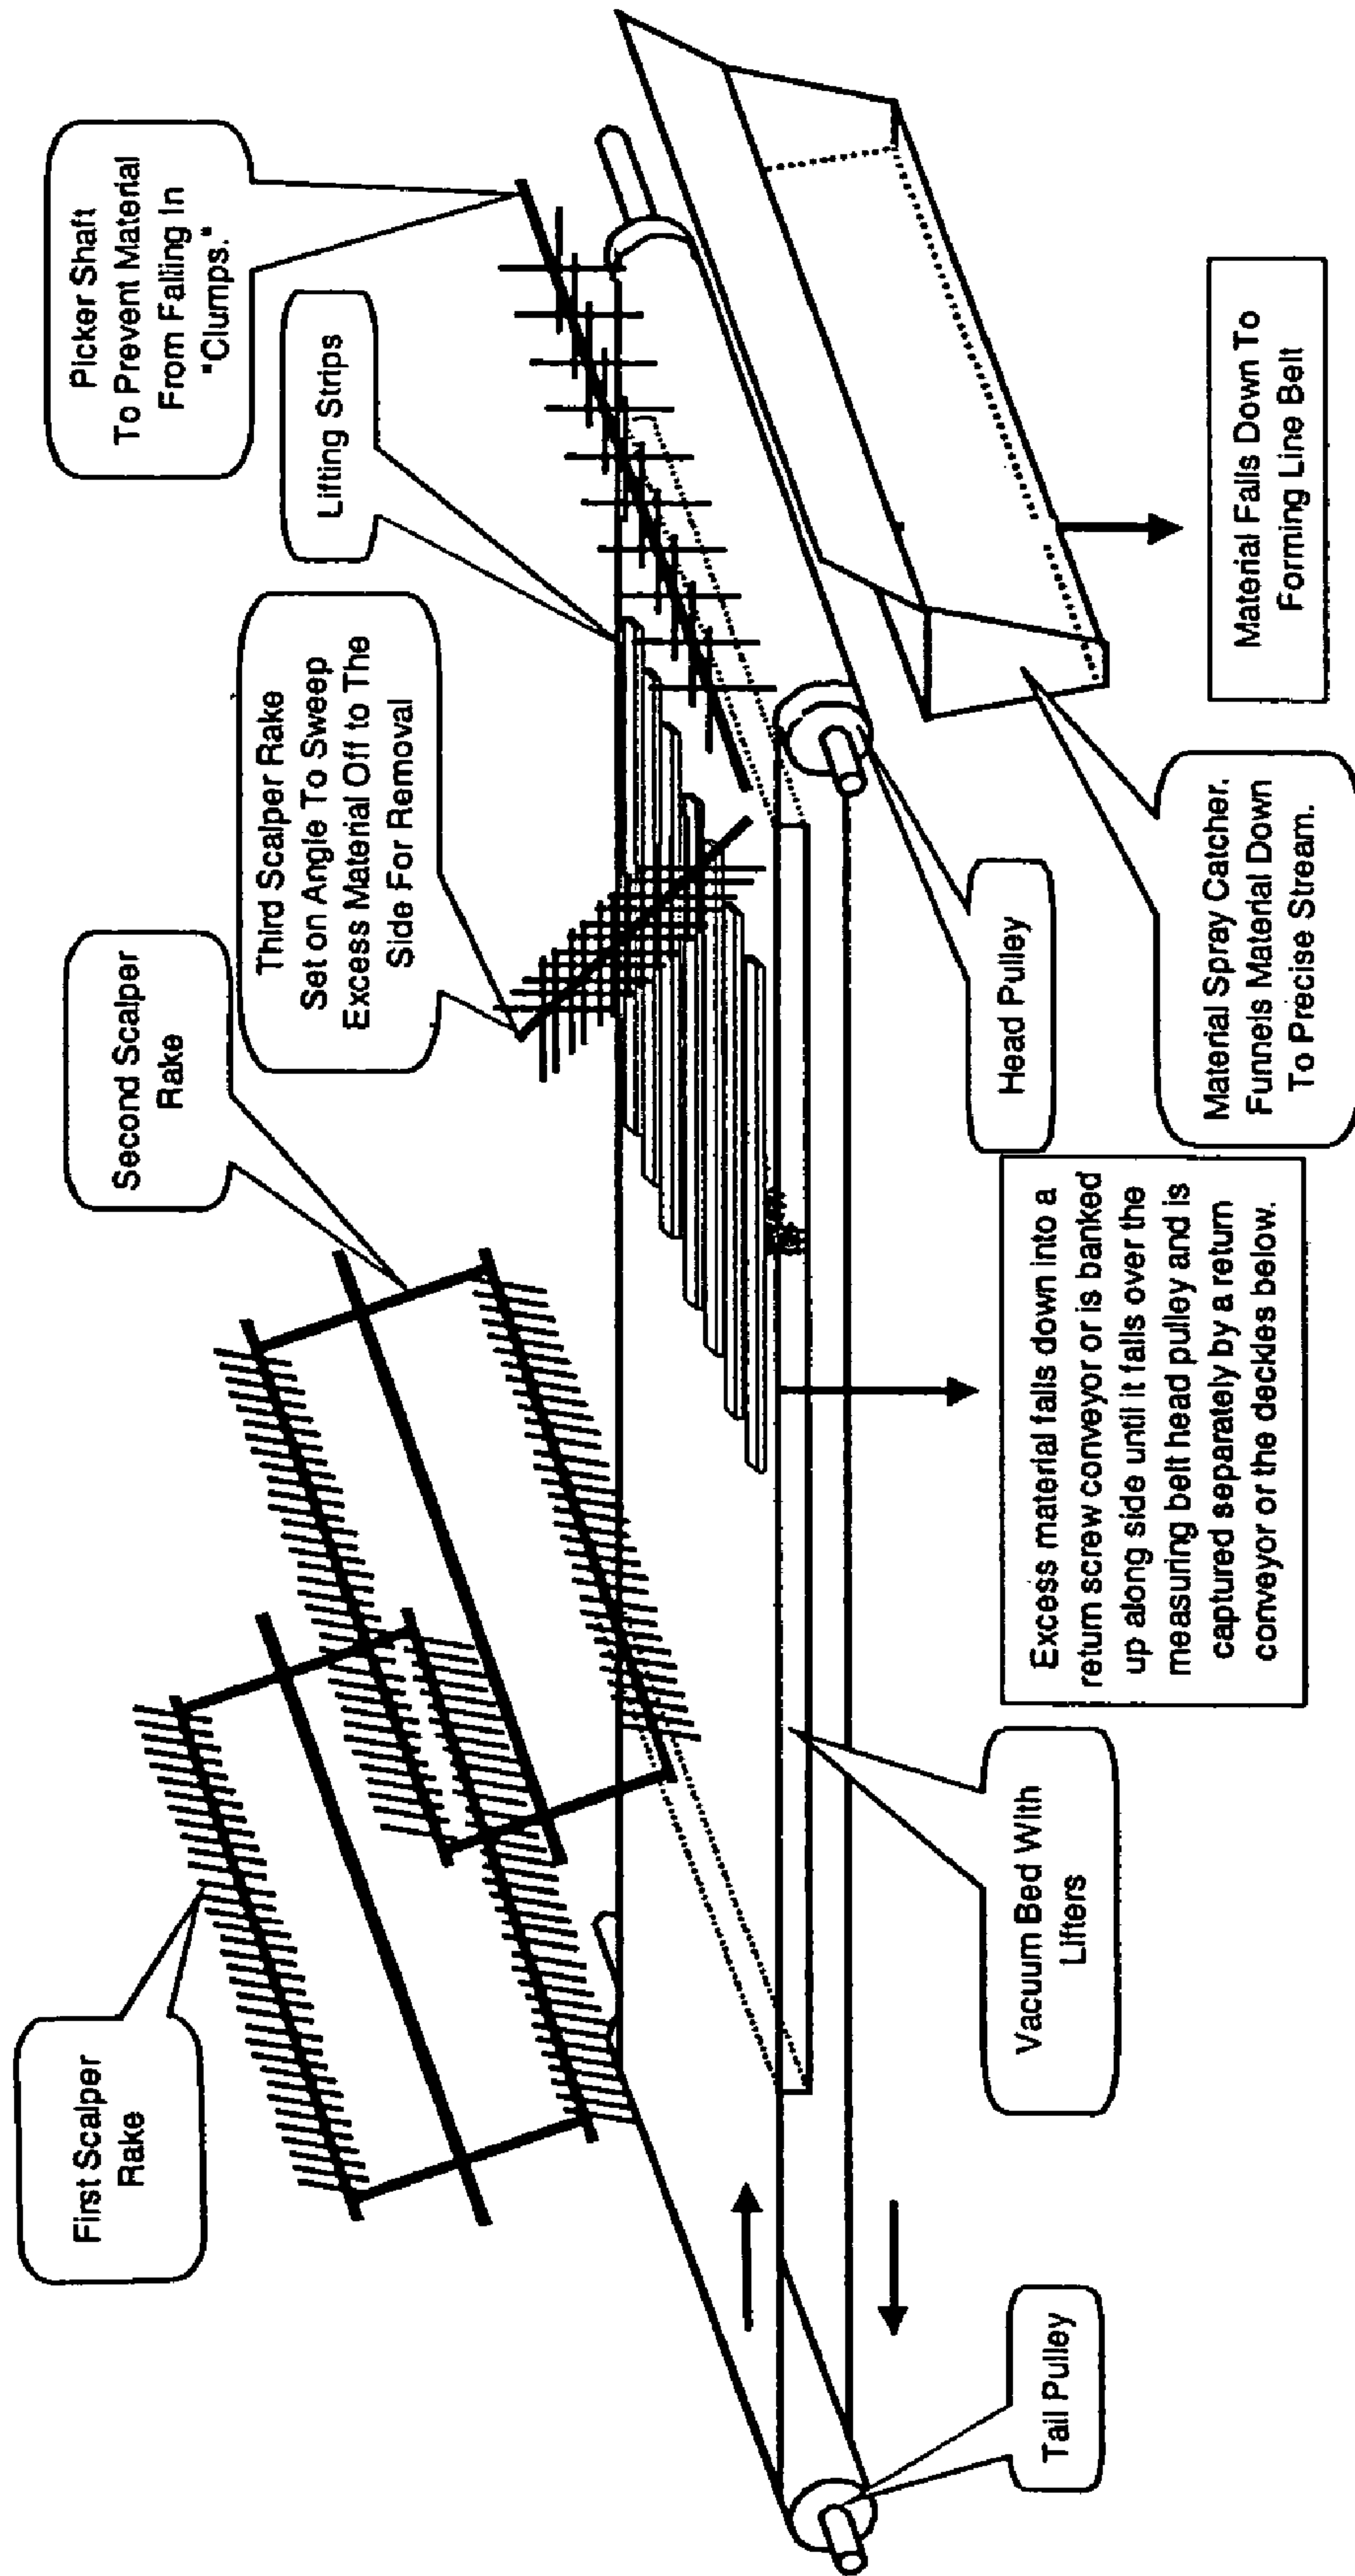 First Scalper
Rake
Second Scalper
Rake
Third Scalper Rake
Set on Angle To Sweep
Excess Material Off to The
Side For Removal
Lifting Strips
Picker Shaft
To Prevent Material
From Falling In
"Clumps."
Tail Pulley
Vacuum Bed With
Lifters
Excess material falls down into a
return screw conveyor or is banked
up along side until it falls over the
measuring belt head pulley and is
captured separately by a return
conveyor or the deckles below.
Head Pulley
Material Spray Catcher.
Funnels Material Down
To Precise Stream.
Material Falls Down To
Forming Line Belt